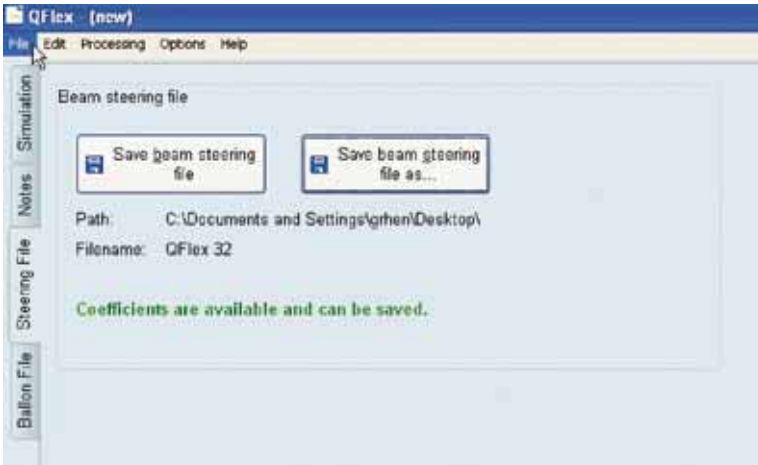 QFlex (new)
File Edit Processing Options Help
Simulation
Notes
Steering File
Ballon File
Beam steering file
Save beam steering
file
Save beam steering
file as...
Path: C:\Documents and Settings\grhen\Desktop\
Filename: QFlex 32
Coefficients are available and can be saved.